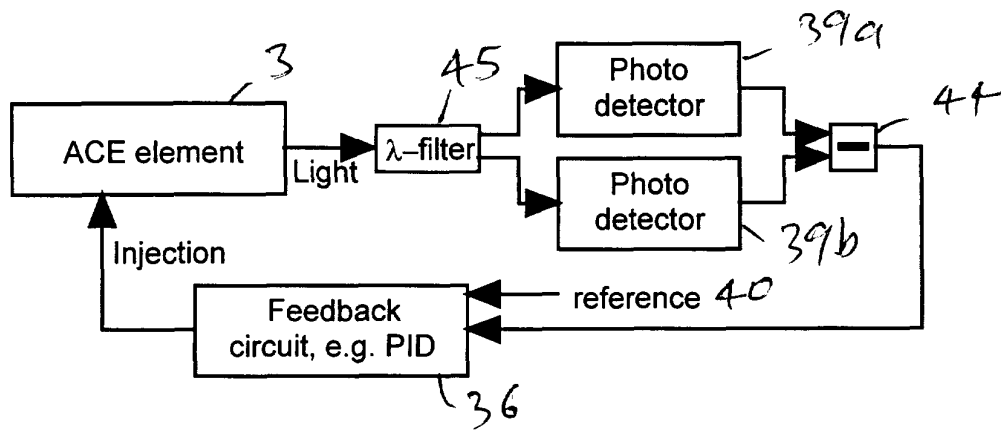 3
45
39a
44
ACE element
Light
λ-filter
Photo
detector
Photo
detector
39b
Injection
reference 40
Feedback
circuit, e.g. PID
36